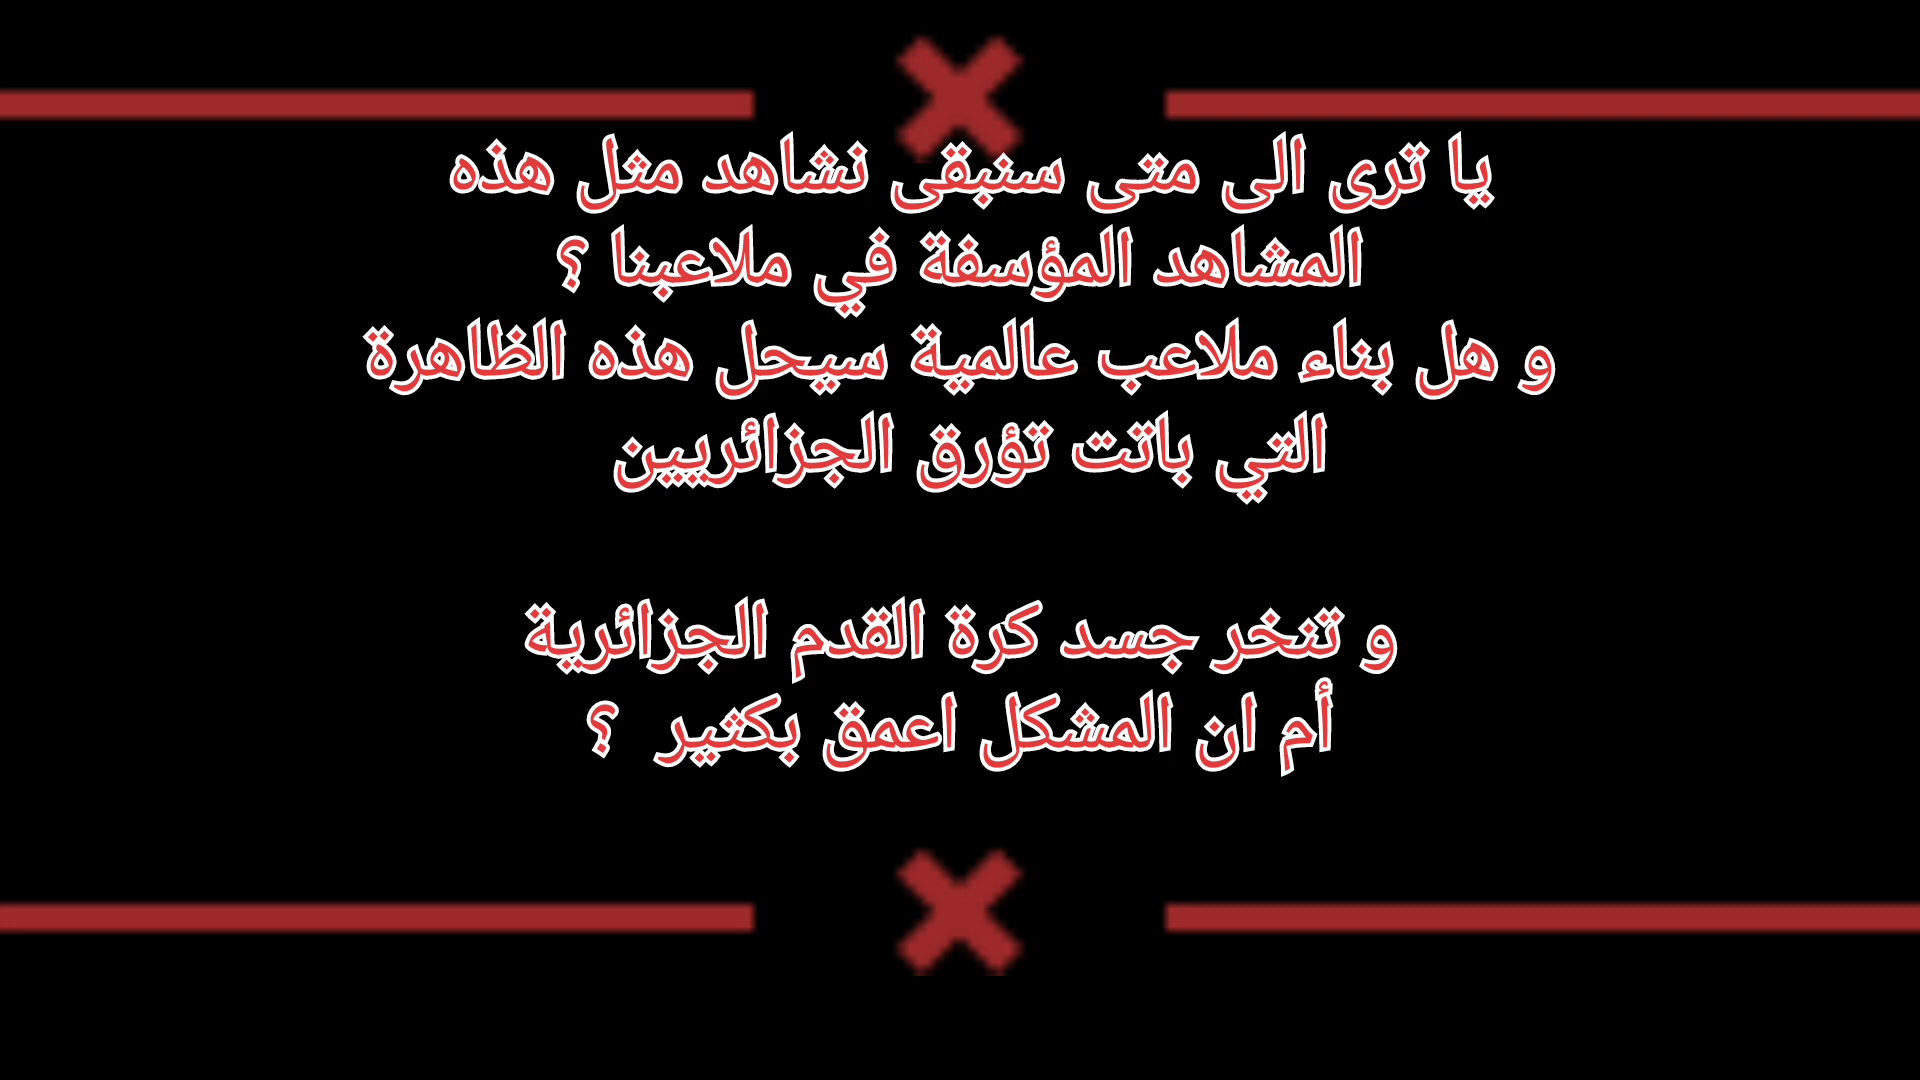 يا ترى الى متى سنبقى نشاهد مثل هذه
المشاهد المؤسفة في ملاعبنا ؟
و هل بناء ملاعب عالمية سيحل هذه الظاهرة
التي باتت تؤرق الجزائريين
و تنخر جسد كرة القدم الجزائرية
أم ان المشكل اعمق بكثير ؟